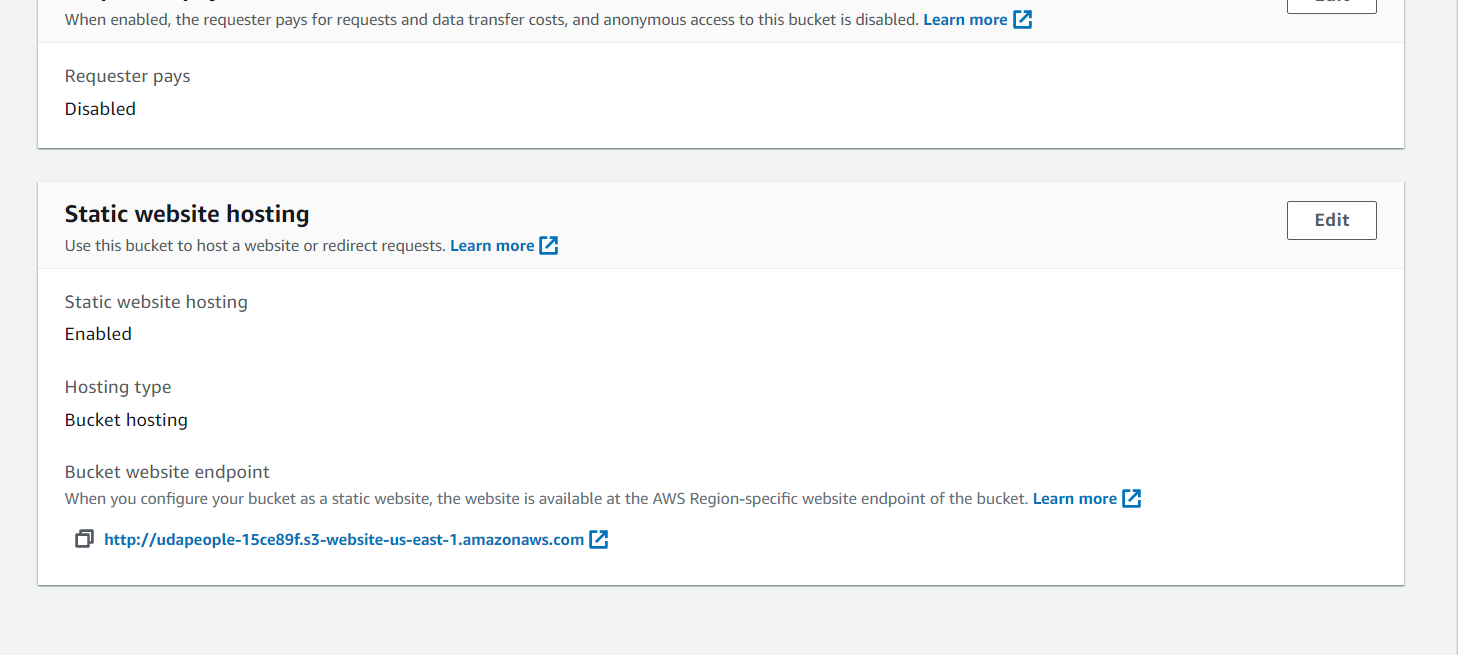 When enabled, the requester pays for requests and data transfer costs, and anonymous access to this bucket is disabled. Learn more
Requester pays
Disabled
Static website hosting
Edit
Use this bucket to host a website or redirect requests. Learn more
Static website hosting
Enabled
Hosting type
Bucket hosting
Bucket website endpoint
When you configure your bucket as a static website, the website is available at the AWS Region-specific website endpoint of the bucket. Learn more
http://udapeople-15ce89f.s3-website-us-east-1.amazonaws.com